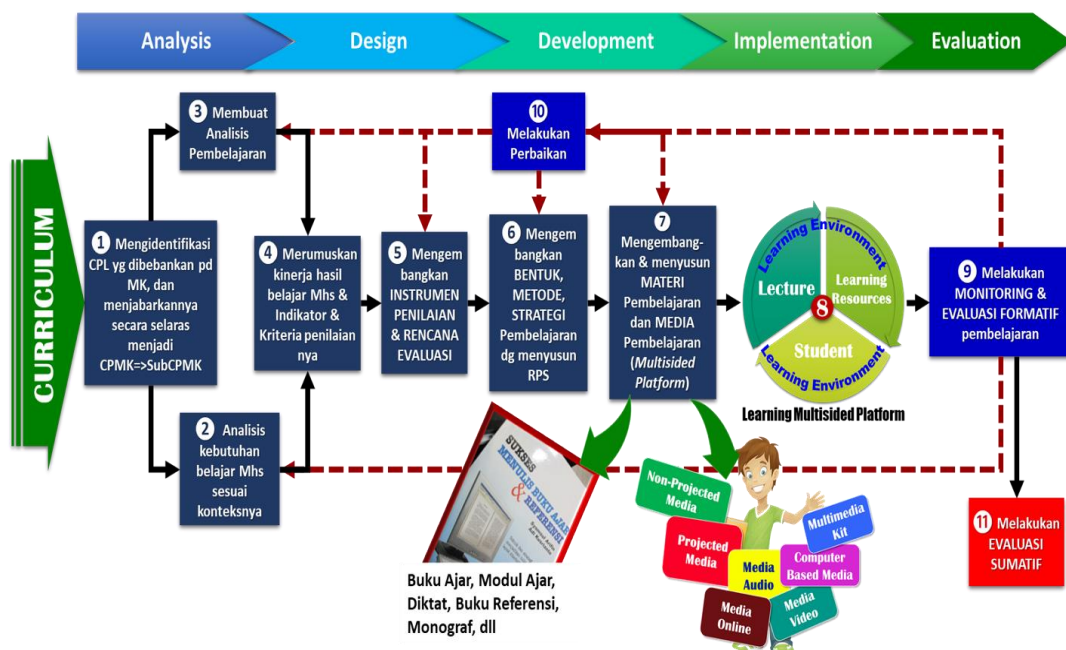 Analysis
Design
Development
Implementation
Evaluation
CURRICULUM
3 Membuat
Analisis
Pembelajaran
10
Melakukan
Perbaikan
1 Mengidentifikasi
CPL yg dibebankan pd
MK, dan
menjabarkannya
secara selaras
menjadi
CPMK=>SubCPMK
4 Merumuskan
kinerja hasil
belajar Mhs &
Indikator &
Kriteria penilaian
nya
5 Mengem
bangkan
INSTRUMEN
PENILAIAN
& RENCANA
EVALUASI
6 Mengem
bangkan
BENTUK,
METODE,
STRATEGI
Pembelajaran
dg menyusun
RPS
7
Mengembang-
kan & menyusun
MATERI
Pembelajaran
dan MEDIA
Pembelajaran
(Multisided
Platform)
Learning Environment
Lecture
Learning
Resources
8
Student
Learning Environment
Learning Multisided Platform
9 Melakukan
MONITORING &
EVALUASI FORMATIF
pembelajaran
2 Analisis
kebutuhan
belajar Mhs
sesuai
konteksnya
11 Melakukan
EVALUASI
SUMATIF
SUKSES
MENULIS BUKU AJAR
& REFERENSI
Buku Ajar, Modul Ajar,
Diktat, Buku Referensi,
Monograf, dll
Non-Projected
Media
Projected
Media
Media
Audio
Multimedia
Kit
Computer
Based Media
Media
Online
Media
Video